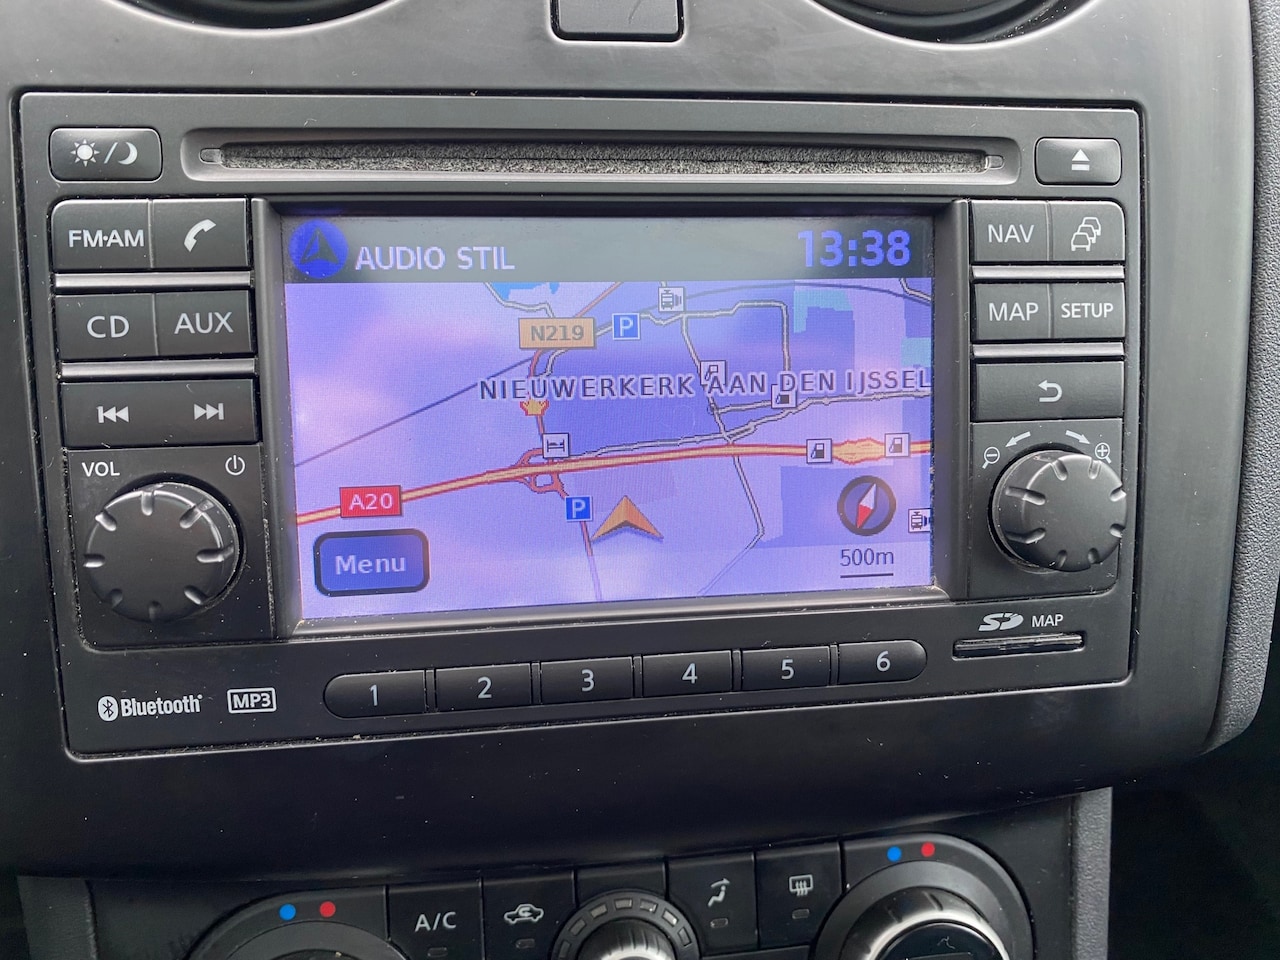 FM·AM
CD
AUX
VOL
AUDIO STIL
13:38
N219
P
NIEUWERKERK AAN DEN IJSSEL
A20
P
Menu
500m
NAV
MAP
SETUP
SD MAP
Bluetooth
MP3
1 2 3 4 5 6
A/C